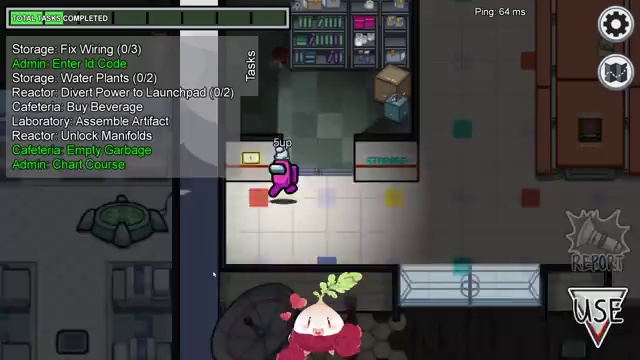 TOTAL TASKS COMPLETED
Ping: 64 ms
Storage: Fix Wiring (0/3)
Admin: Enter Id Code
Storage: Water Plants (0/2)
Reactor: Divert Power to Launchpad (0/2)
Cafeteria: Buy Beverage
Laboratory: Assemble Artifact
Reactor: Unlock Manifolds
Cafeteria: Empty Garbage
Admin: Chart Course
Tasks
5up
STORAGE
REPORT
USE